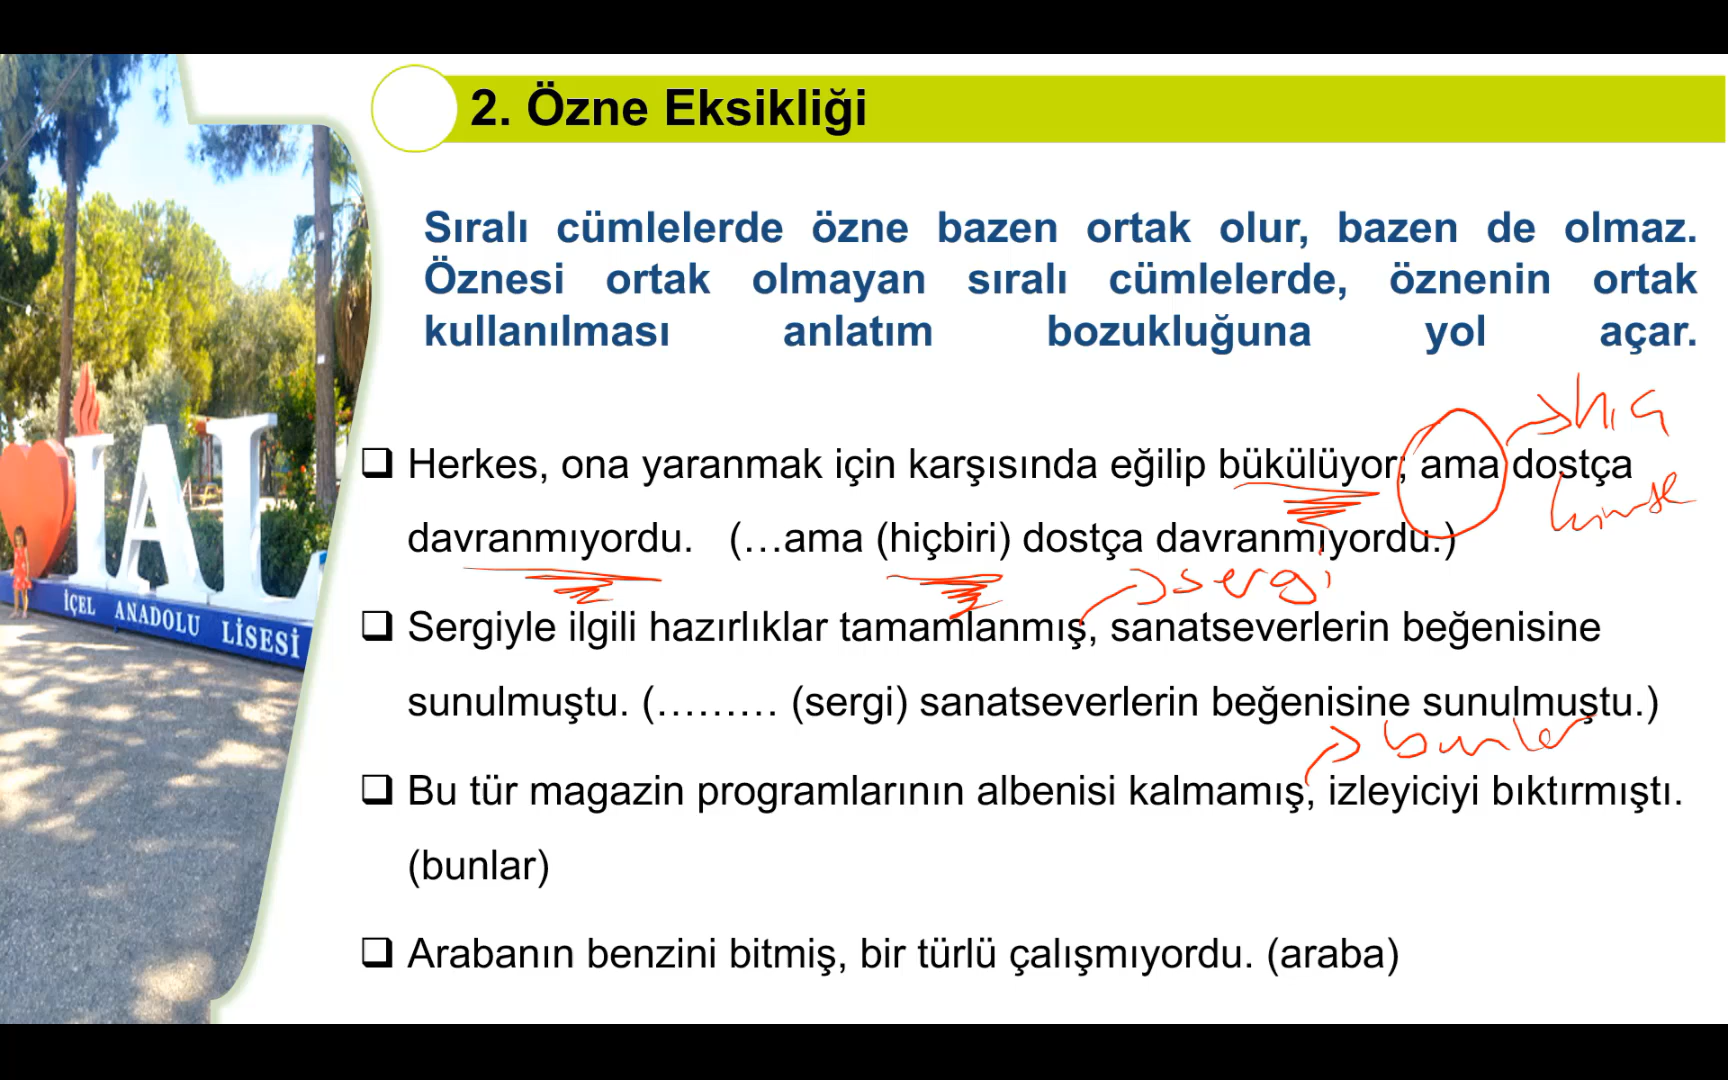 2. Özne Eksikliği
Sıralı cümlelerde özne bazen ortak olur, bazen de olmaz.
Öznesi ortak olmayan sıralı cümlelerde, öznenin ortak
kullanılması anlatım bozukluğuna yol açar.
hiç
Herkes, ona yaranmak için karşısında eğilip bükülüyor; ama dostça
kimse
davranmıyordu. (…ama (hiçbiri) dostça davranmıyordu.)
sergi
Sergiyle ilgili hazırlıklar tamamlanmış, sanatseverlerin beğenisine
sunulmuştu. (……… (sergi) sanatseverlerin beğenisine sunulmuştu.)
bunlar
Bu tür magazin programlarının albenisi kalmamış, izleyiciyi bıktırmıştı.
(bunlar)
Arabanın benzini bitmiş, bir türlü çalışmıyordu. (araba)
İAL
İÇEL ANADOLU LİSESİ